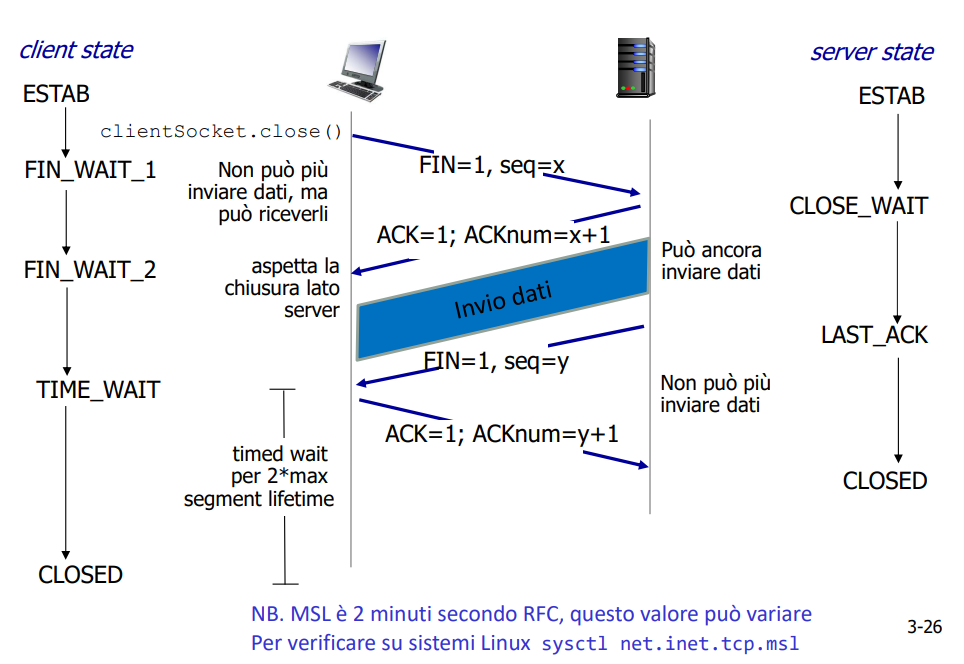 client state
server state
ESTAB
ESTAB
clientSocket.close()
FIN_WAIT_1
Non può più
inviare dati, ma
può riceverli
FIN=1, seq=x
CLOSE_WAIT
ACK=1; ACKnum=x+1
FIN_WAIT_2
aspetta la
chiusura lato
server
Può ancora
inviare dati
Invio dati
LAST_ACK
FIN=1, seq=y
TIME_WAIT
Non può più
inviare dati
ACK=1; ACKnum=y+1
timed wait
per 2*max
segment lifetime
CLOSED
CLOSED
NB. MSL è 2 minuti secondo RFC, questo valore può variare
Per verificare su sistemi Linux sysctl net.inet.tcp.msl
3-26